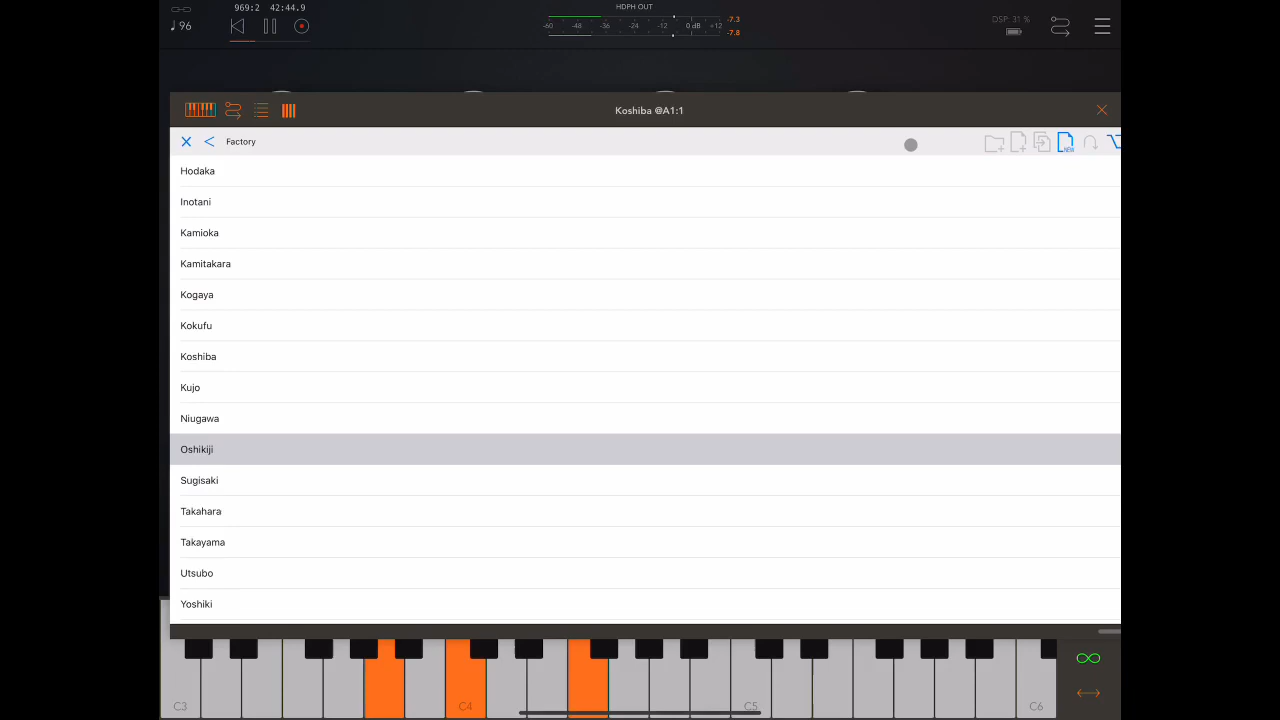 969:2 42:44.9
HDPH OUT
♩96
-60 -48 -36 -24 -12 0 dB +12
-7.3
-7.8
DSP: 31 %
Koshiba @A1:1
Factory
NEW
Hodaka
Inotani
Kamioka
Kamitakara
Kogaya
Kokufu
Koshiba
Kujo
Niugawa
Oshikiji
Sugisaki
Takahara
Takayama
Utsubo
Yoshiki
C3 C4 C5 C6